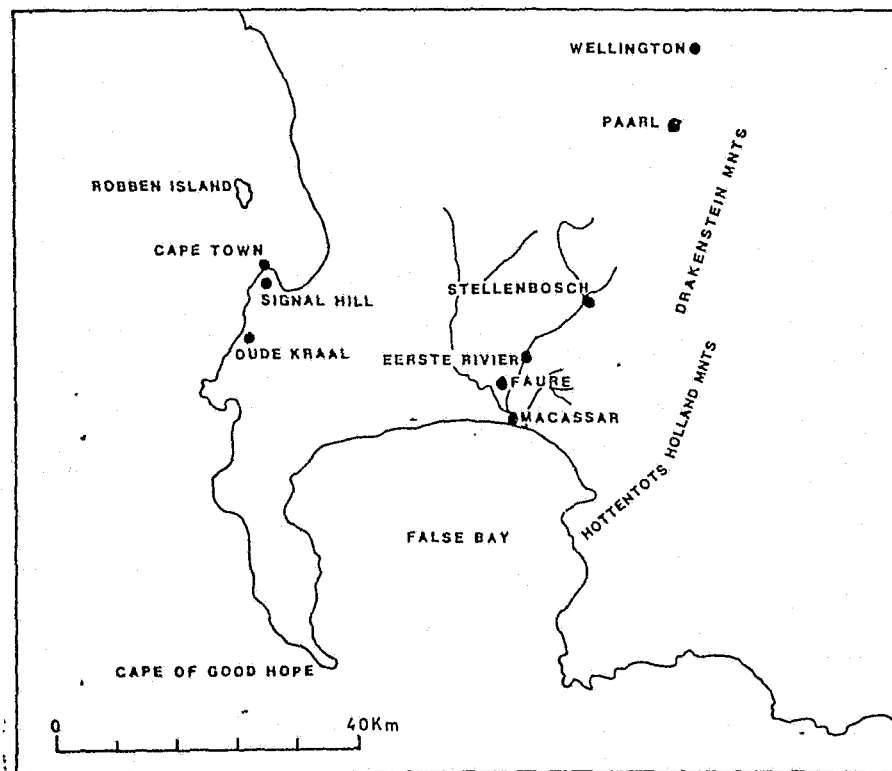 WELLINGTON
PAARL
DRAKENSTEIN MNTS
ROBBEN ISLAND
CAPE TOWN
SIGNAL HILL
STELLENBOSCH
OUDE KRAAL
EERSTE RIVIER
FAURE
MACASSAR
HOTTENTOTS HOLLAND MNTS
FALSE BAY
CAPE OF GOOD HOPE
0 40Km